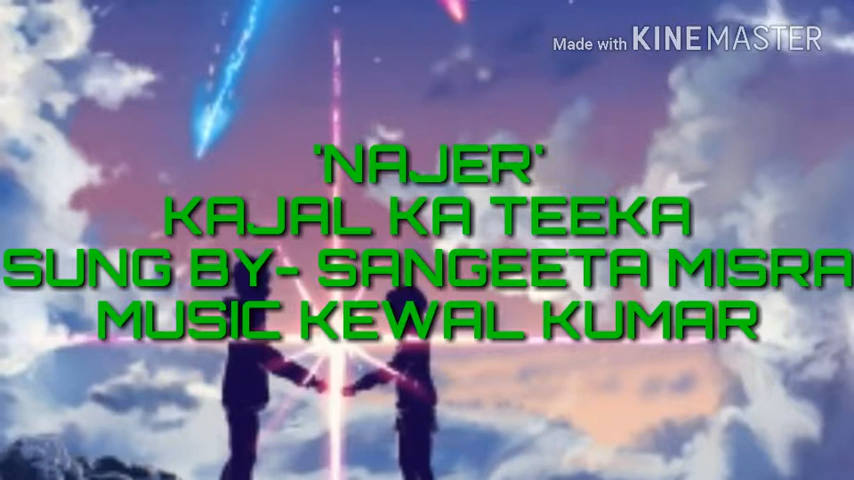 Made with KINEMASTER
'NAJER'
KAJAL KA TEEKA
SUNG BY- SANGEETA MISRA
MUSIC KEWAL KUMAR